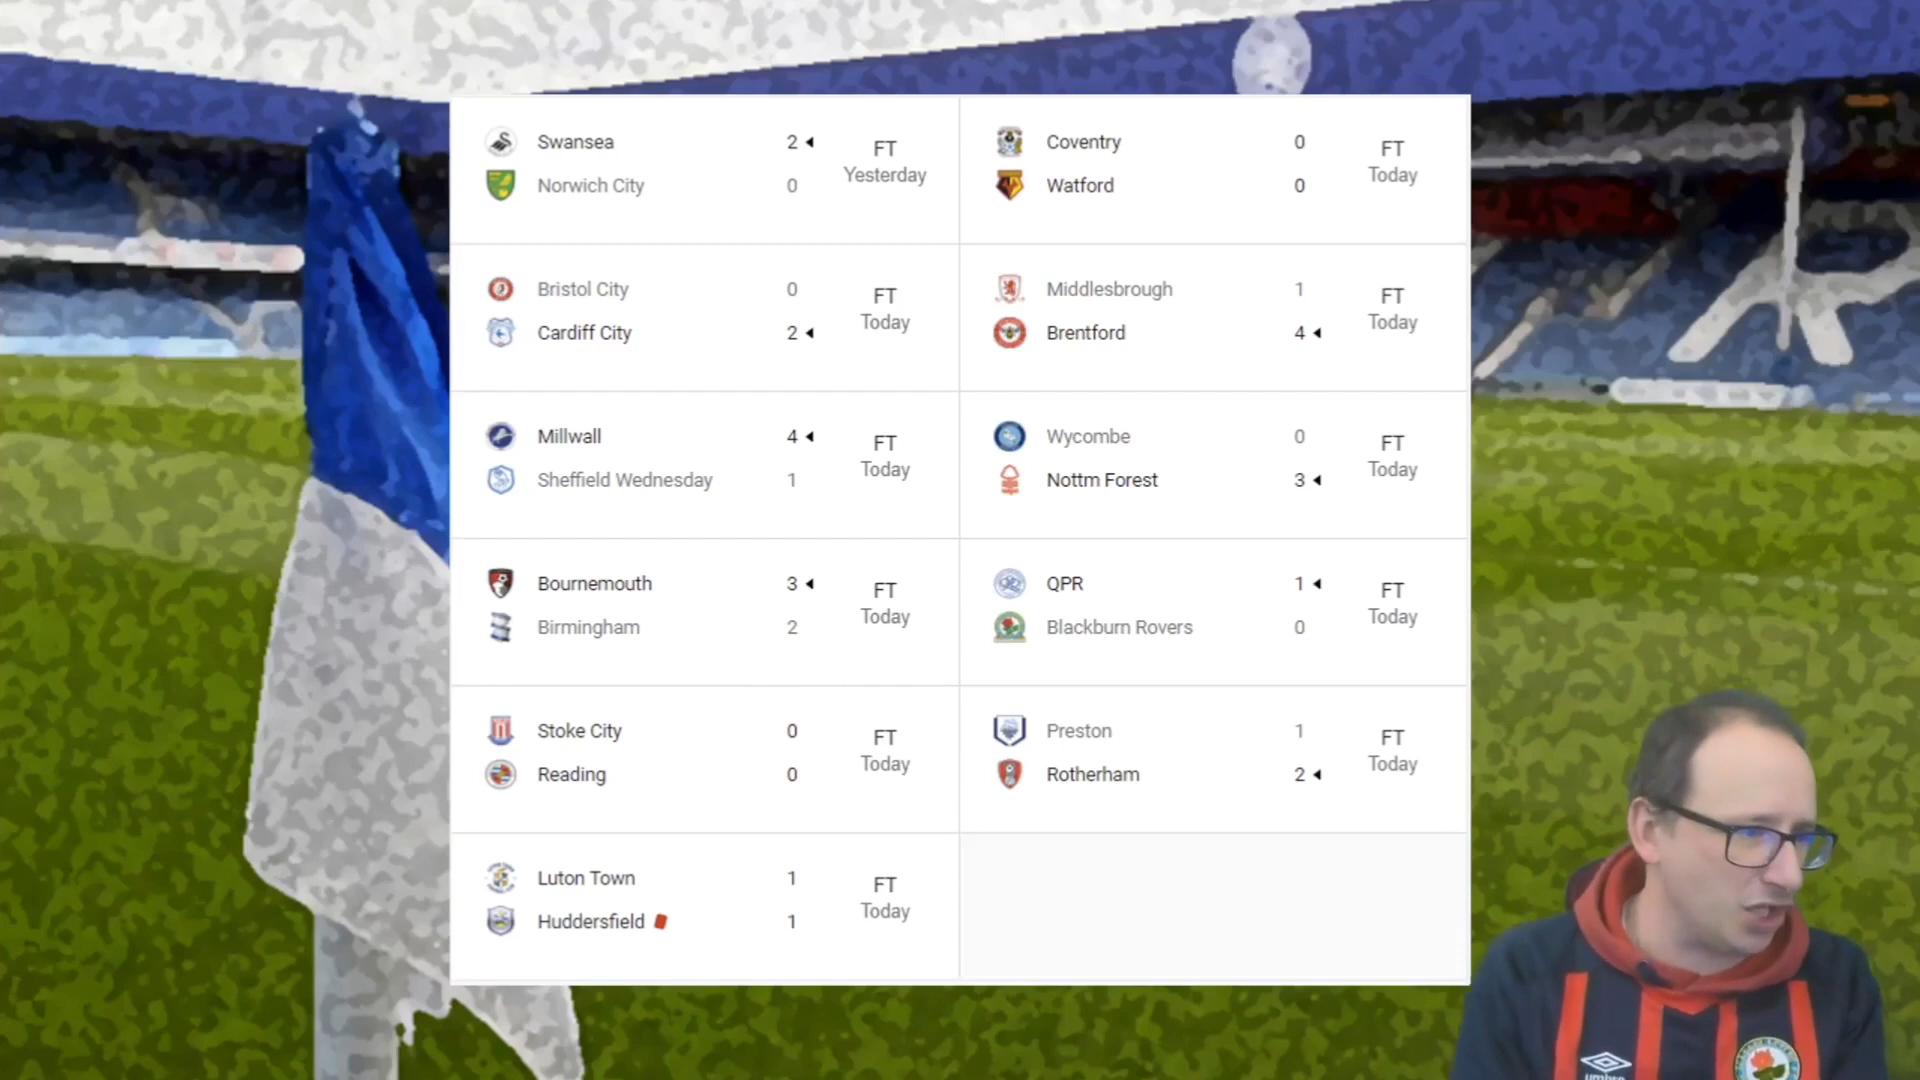 Swansea 2 FT
Norwich City 0 Yesterday
Coventry 0 FT
Watford 0 Today
Bristol City 0 FT
Cardiff City 2 Today
Middlesbrough 1 FT
Brentford 4 Today
Millwall 4 FT
Sheffield Wednesday 1 Today
Wycombe 0 FT
Nottm Forest 3 Today
Bournemouth 3 FT
Birmingham 2 Today
QPR 1 FT
Blackburn Rovers 0 Today
Stoke City 0 FT
Reading 0 Today
Preston 1 FT
Rotherham 2 Today
Luton Town 1 FT
Huddersfield 1 Today
umbro